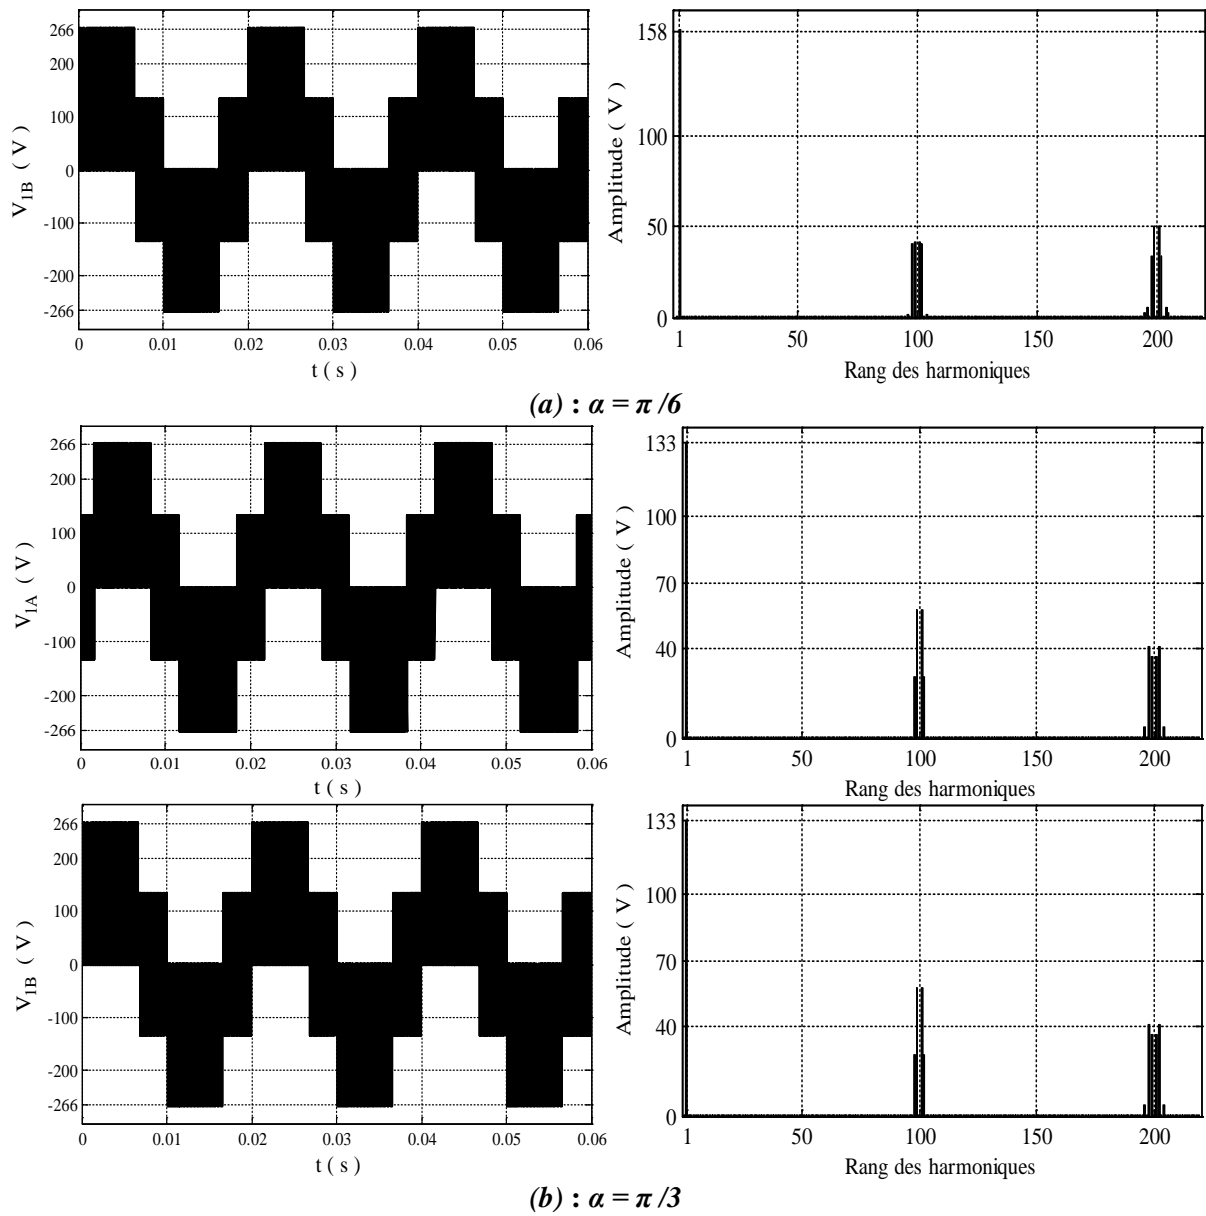 266
200
100
0
-100
-200
-266
V1B ( V )
0 0.01 0.02 0.03 0.04 0.05 0.06
t ( s )
158
100
50
0
Amplitude ( V )
1 50 100 150 200
Rang des harmoniques
(a) : α = π /6
266
200
100
0
-100
-200
-266
V1A ( V )
0 0.01 0.02 0.03 0.04 0.05 0.06
t ( s )
133
100
70
40
0
Amplitude ( V )
1 50 100 150 200
Rang des harmoniques
266
200
100
0
-100
-200
-266
V1B ( V )
0 0.01 0.02 0.03 0.04 0.05 0.06
t ( s )
133
100
70
40
0
Amplitude ( V )
1 50 100 150 200
Rang des harmoniques
(b) : α = π /3